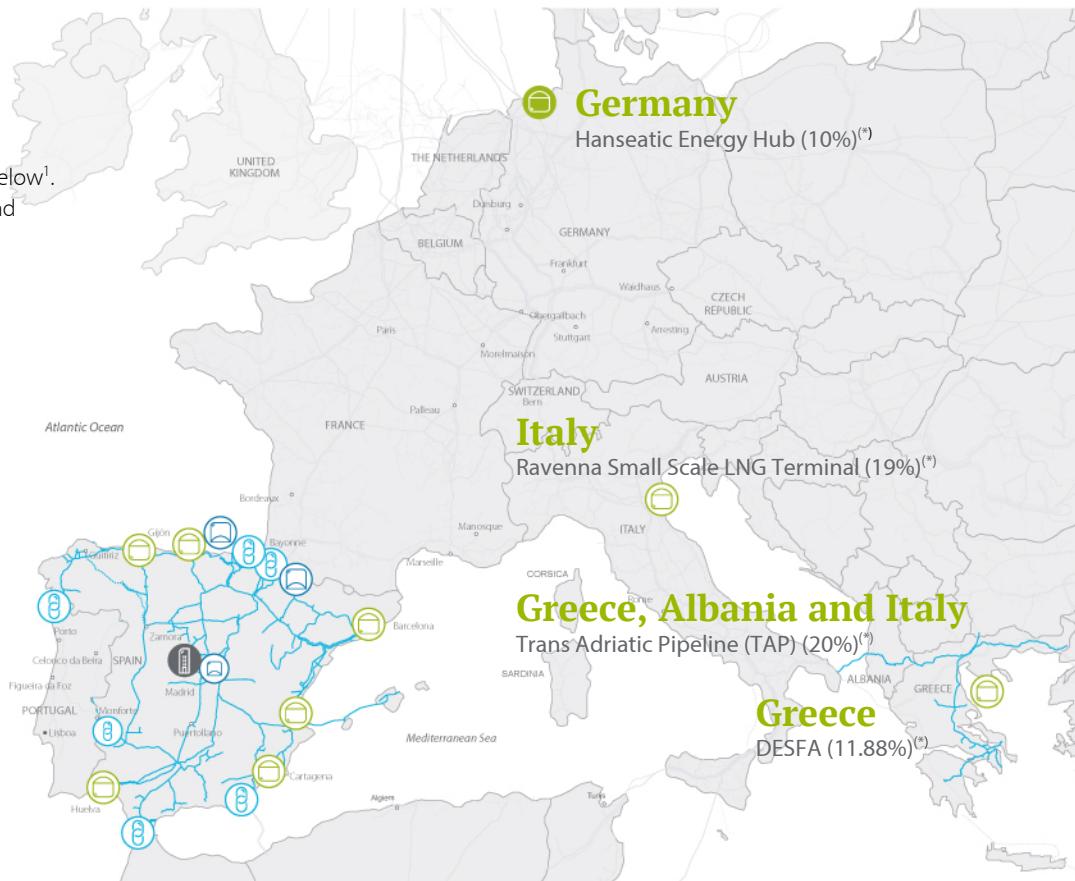 Germany
Hanseatic Energy Hub (10%)(*)
UNITED
KINGDOM
THE NETHERLANDS
elow1.
Duisburg
BELGIUM
GERMANY
Frankfurt
Waidhaus
CZECH
REPUBLIC
Obergailbach
Paris
Stuttgart
Arresting
Morelmaison
AUSTRIA
SWITZERLAND
Bern
Palleau
Atlantic Ocean
FRANCE
Italy
Ravenna Small Scale LNG Terminal (19%)(*)
Bordeaux
Manosque
ITALY
Gijón
Guitiriz
Bayonne
Marseille
CORSICA
Rome
Greece, Albania and Italy
Trans Adriatic Pipeline (TAP) (20%)(*)
Barcelona
Porto
Zamora
Celorico da Beira
SPAIN
SARDINIA
ALBANIA
Figueira da Foz
Madrid
GREECE
PORTUGAL
Monforte
Greece
DESFA (11.88%)(*)
Lisboa
Puertollano
Mediterranean Sea
Cartagena
Algiers
Tunis
Huelva